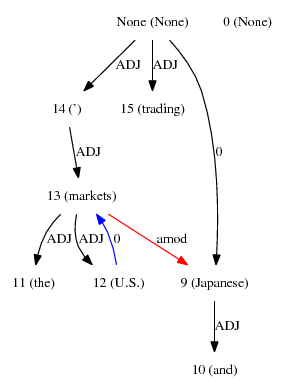 None (None) 0 (None)
ADJ ADJ
14 (') 15 (trading)
ADJ 0
13 (markets)
ADJ ADJ 0 amod
11 (the) 12 (U.S.) 9 (Japanese)
ADJ
10 (and)